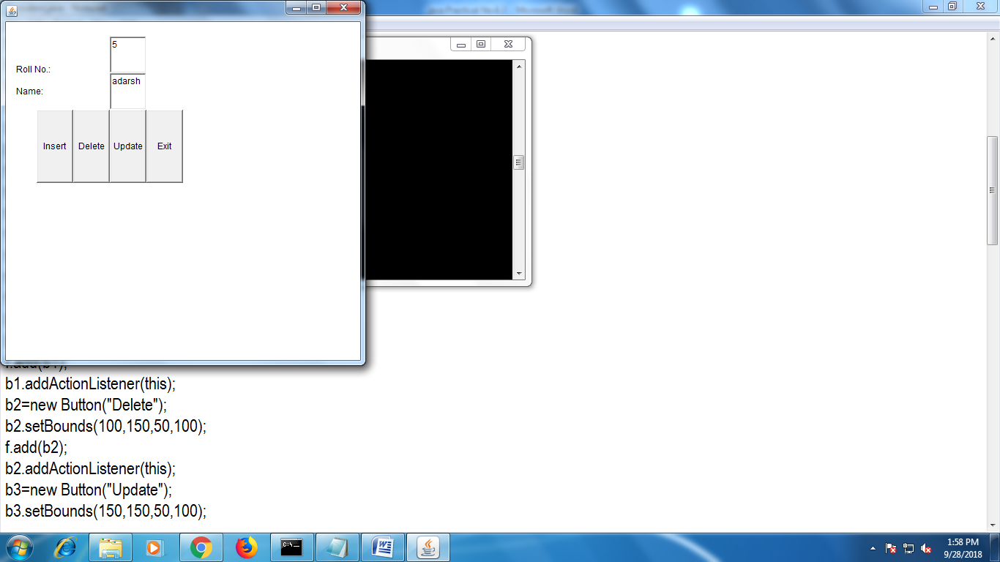 5
Roll No.:
adarsh
Name:
Insert Delete Update Exit
b1.addActionListener(this);
b2=new Button("Delete");
b2.setBounds(100,150,50,100);
f.add(b2);
b2.addActionListener(this);
b3=new Button("Update");
b3.setBounds(150,150,50,100);
1:58 PM
9/28/2018